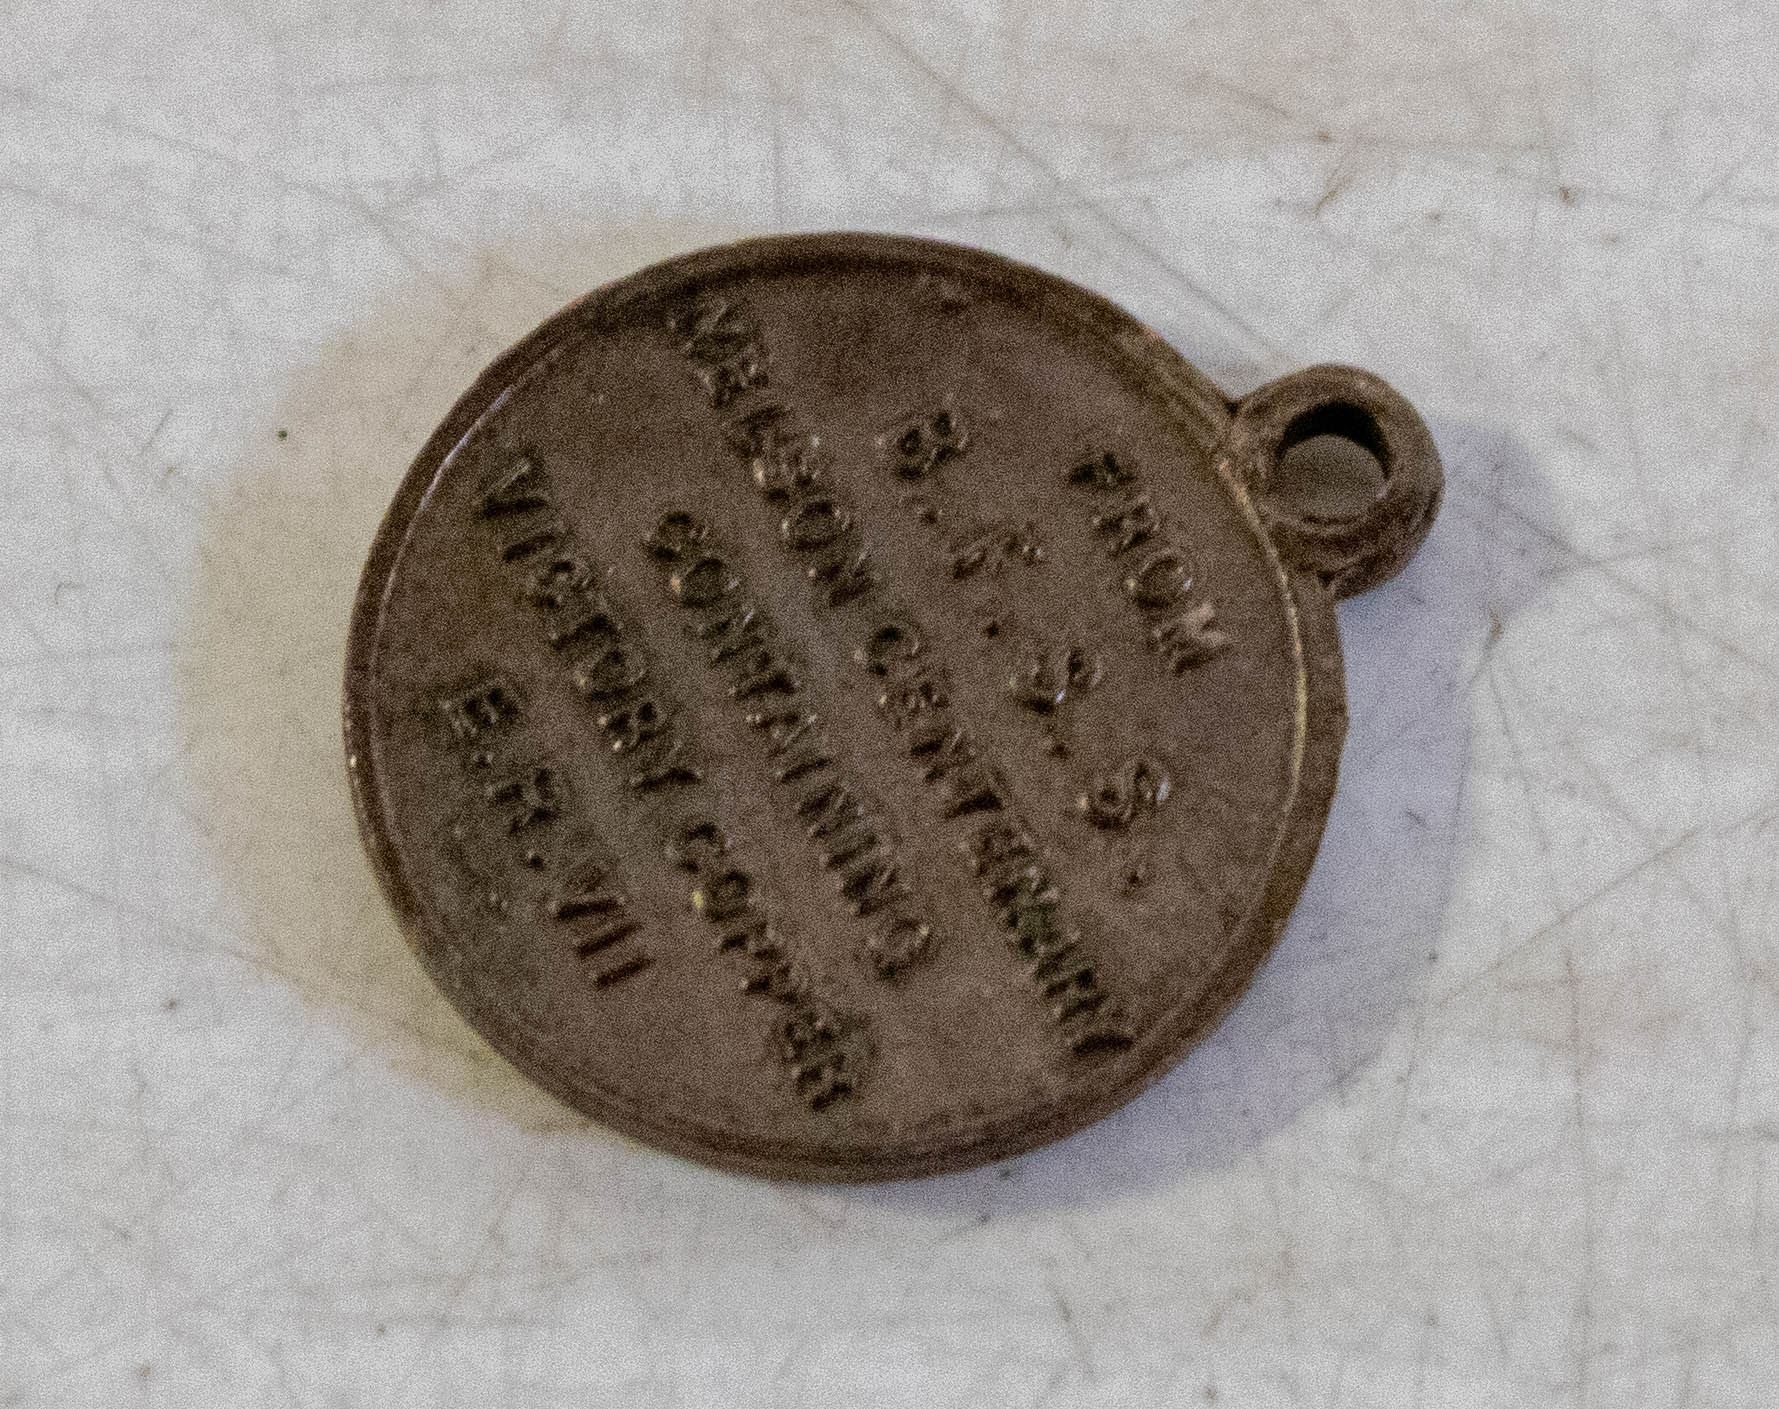 FROM
B. & F. S. S.
NELSON CENTENARY
CONTAINING
VICTORY COPPER
E.R.VII